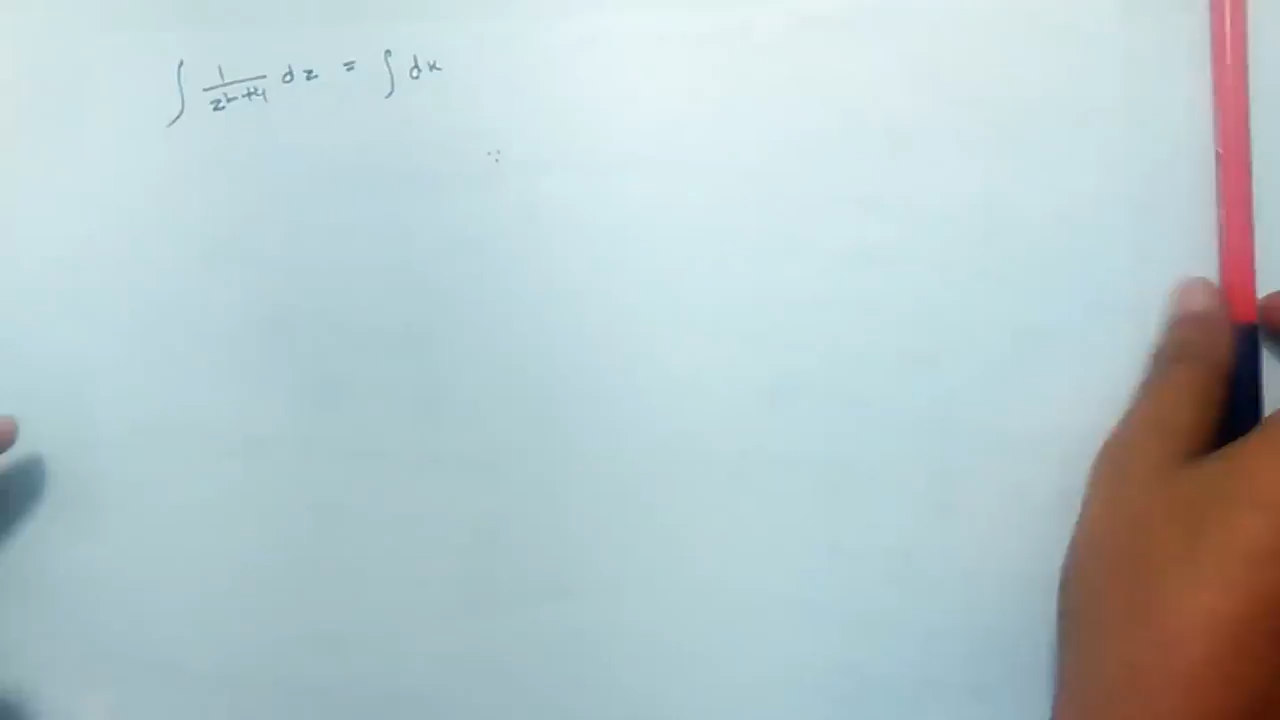 ∫ 1/(z²+4) dz = ∫ dx